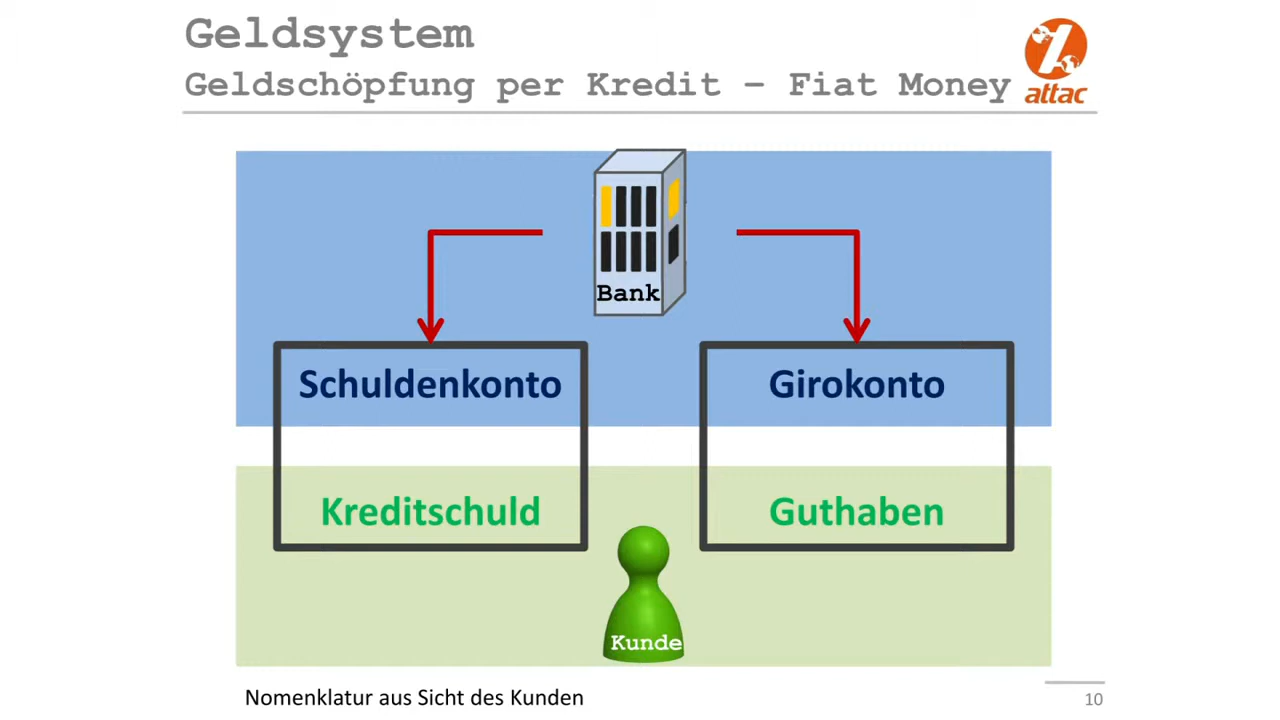 Geldsystem
Geldschöpfung per Kredit – Fiat Money
attac
Bank
Schuldenkonto
Girokonto
Kreditschuld
Guthaben
Kunde
Nomenklatur aus Sicht des Kunden
10